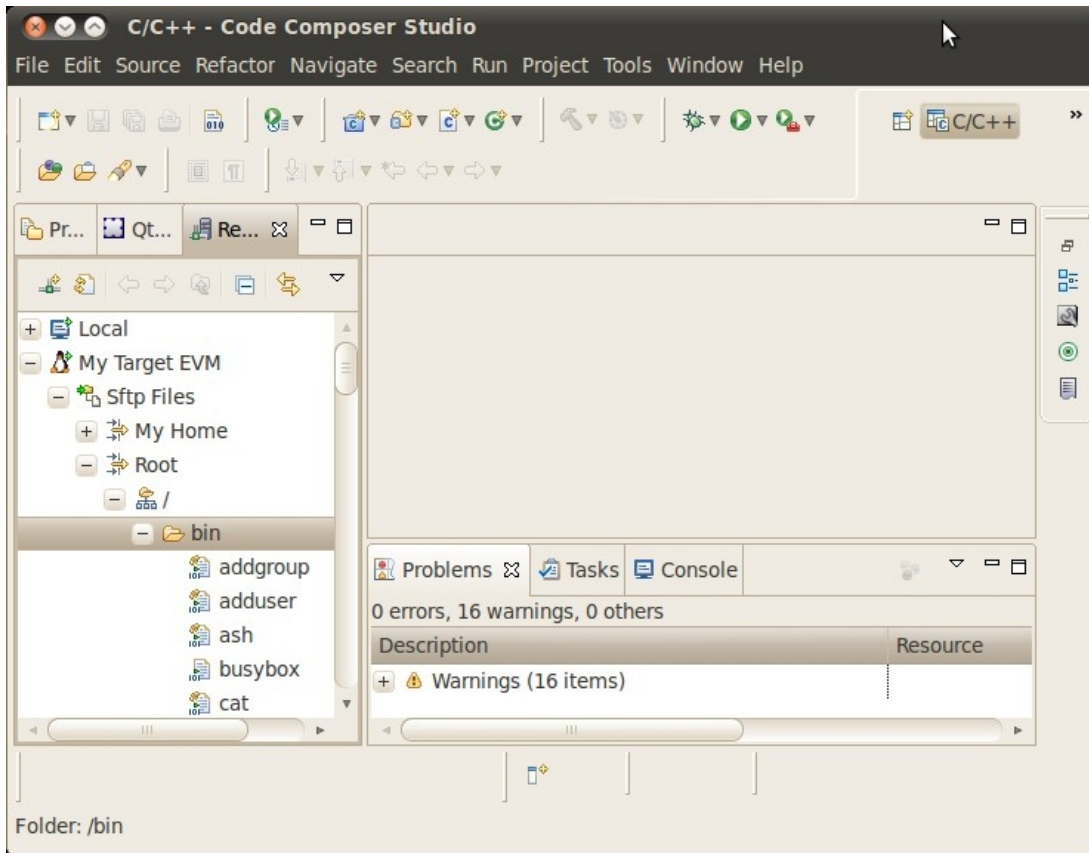 C/C++ - Code Composer Studio
File Edit Source Refactor Navigate Search Run Project Tools Window Help
010
C/C++
»
Pr...
Qt...
Re...
Local
My Target EVM
Sftp Files
My Home
Root
/
bin
addgroup
adduser
ash
busybox
cat
Problems
Tasks
Console
0 errors, 16 warnings, 0 others
Description
Resource
Warnings (16 items)
Folder: /bin